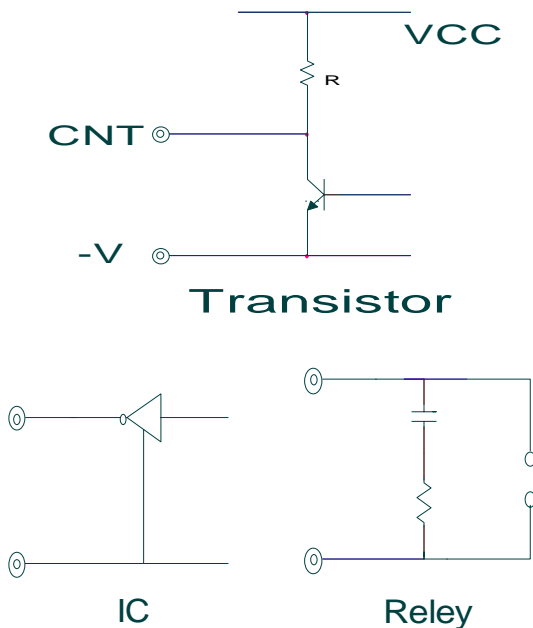 VCC
R
CNT
-V
Transistor
IC
Reley